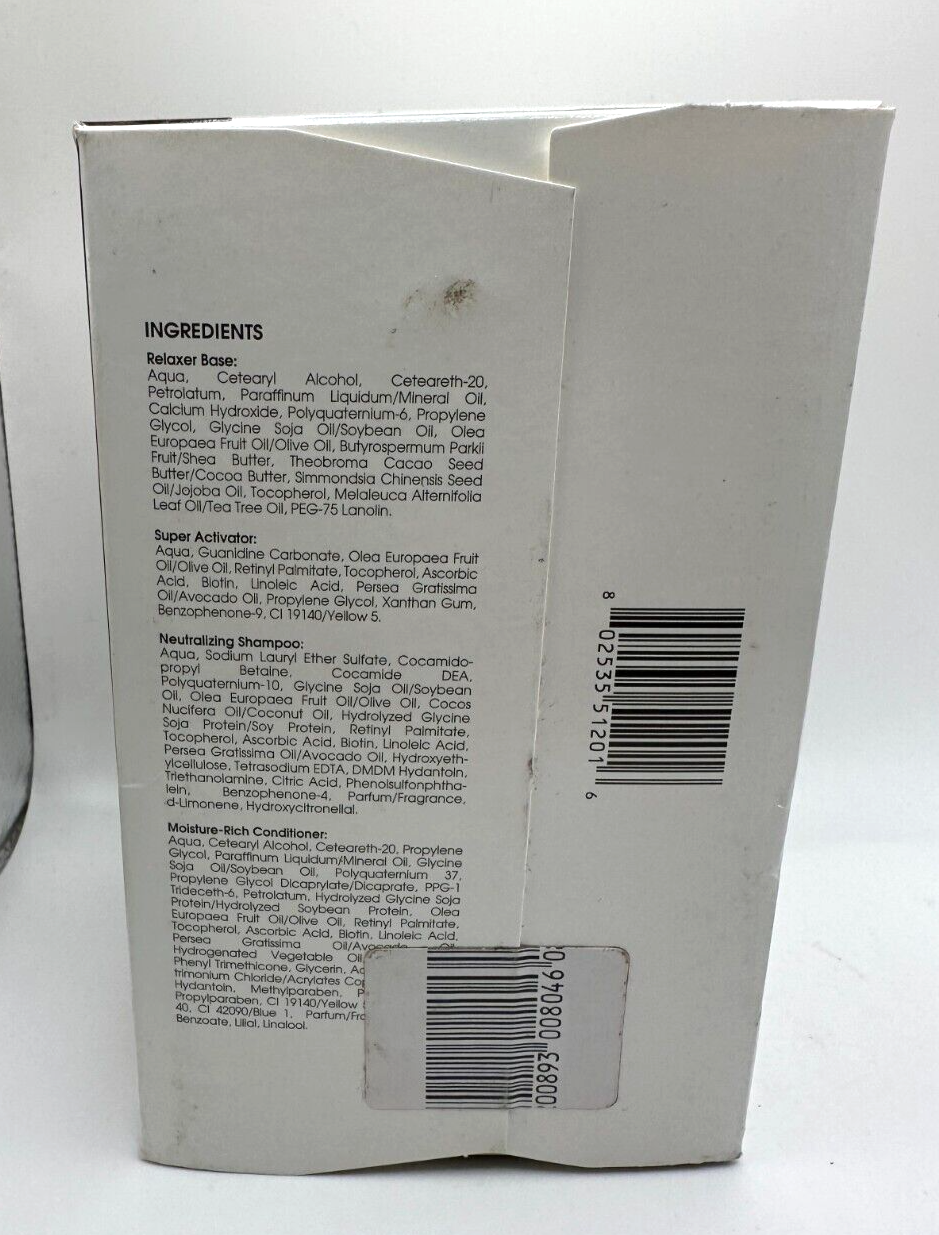 INGREDIENTS
Relaxer Base:
Aqua, Cetearyl Alcohol, Ceteareth-20,
Petrolatum, Paraffinum Liquidum/Mineral Oil,
Calcium Hydroxide, Polyquaternium-6, Propylene
Glycol, Glycine Soja Oil/Soybean Oil, Olea
Europaea Fruit Oil/Olive Oil, Butyrospermum Parkii
Fruit/Shea Butter, Theobroma Cacao Seed
Butter/Cocoa Butter, Simmondsia Chinensis Seed
Oil/Jojoba Oil, Tocopherol, Melaleuca Alternifolia
Leaf Oil/Tea Tree Oil, PEG-75 Lanolin.
Super Activator:
Aqua, Guanidine Carbonate, Olea Europaea Fruit
Oil/Olive Oil, Retinyl Palmitate, Tocopherol, Ascorbic
Acid, Biotin, Linoleic Acid, Persea Gratissima
Oil/Avocado Oil, Propylene Glycol, Xanthan Gum,
Benzophenone-9, CI 19140/Yellow 5.
Neutralizing Shampoo:
Aqua, Sodium Lauryl Ether Sulfate, Cocamido-
propyl Betaine, Cocamide DEA,
Polyquaternium-10, Glycine Soja Oil/Soybean
Oil, Olea Europaea Fruit Oil/Olive Oil, Cocos
Nucifera Oil/Coconut Oil, Hydrolyzed Glycine
Soja Protein/Soy Protein, Retinyl Palmitate,
Tocopherol, Ascorbic Acid, Biotin, Linoleic Acid,
Persea Gratissima Oil/Avocado Oil, Hydroxyeth-
ylcellulose, Tetrasodium EDTA, DMDM Hydantoin,
Triethanolamine, Citric Acid, Phenolsulfonphtha-
lein, Benzophenone-4, Parfum/Fragrance,
d-Limonene, Hydroxycitronellal.
Moisture-Rich Conditioner:
Aqua, Cetearyl Alcohol, Ceteareth-20, Propylene
Glycol, Paraffinum Liquidum/Mineral Oil, Glycine
Soja Oil/Soybean Oil, Polyquaternium 37,
Propylene Glycol Dicaprylate/Dicaprate, PPG-1
Trideceth-6, Petrolatum, Hydrolyzed Glycine Soja
Protein/Hydrolyzed Soybean Protein, Olea
Europaea Fruit Oil/Olive Oil, Retinyl Palmitate,
Tocopherol, Ascorbic Acid, Biotin, Linoleic Acid,
Persea Gratissima Oil/Avocado Oil,
Hydrogenated Vegetable Oil
Phenyl Trimethicone, Glycerin,
trimonium Chloride/Acrylates
Hydantoin, Methylparaben,
Propylparaben, CI 19140/Yellow
40, CI 42090/Blue 1,
Benzoate, Lilial, Linalool.
8 02535 51201 6
00893 008046